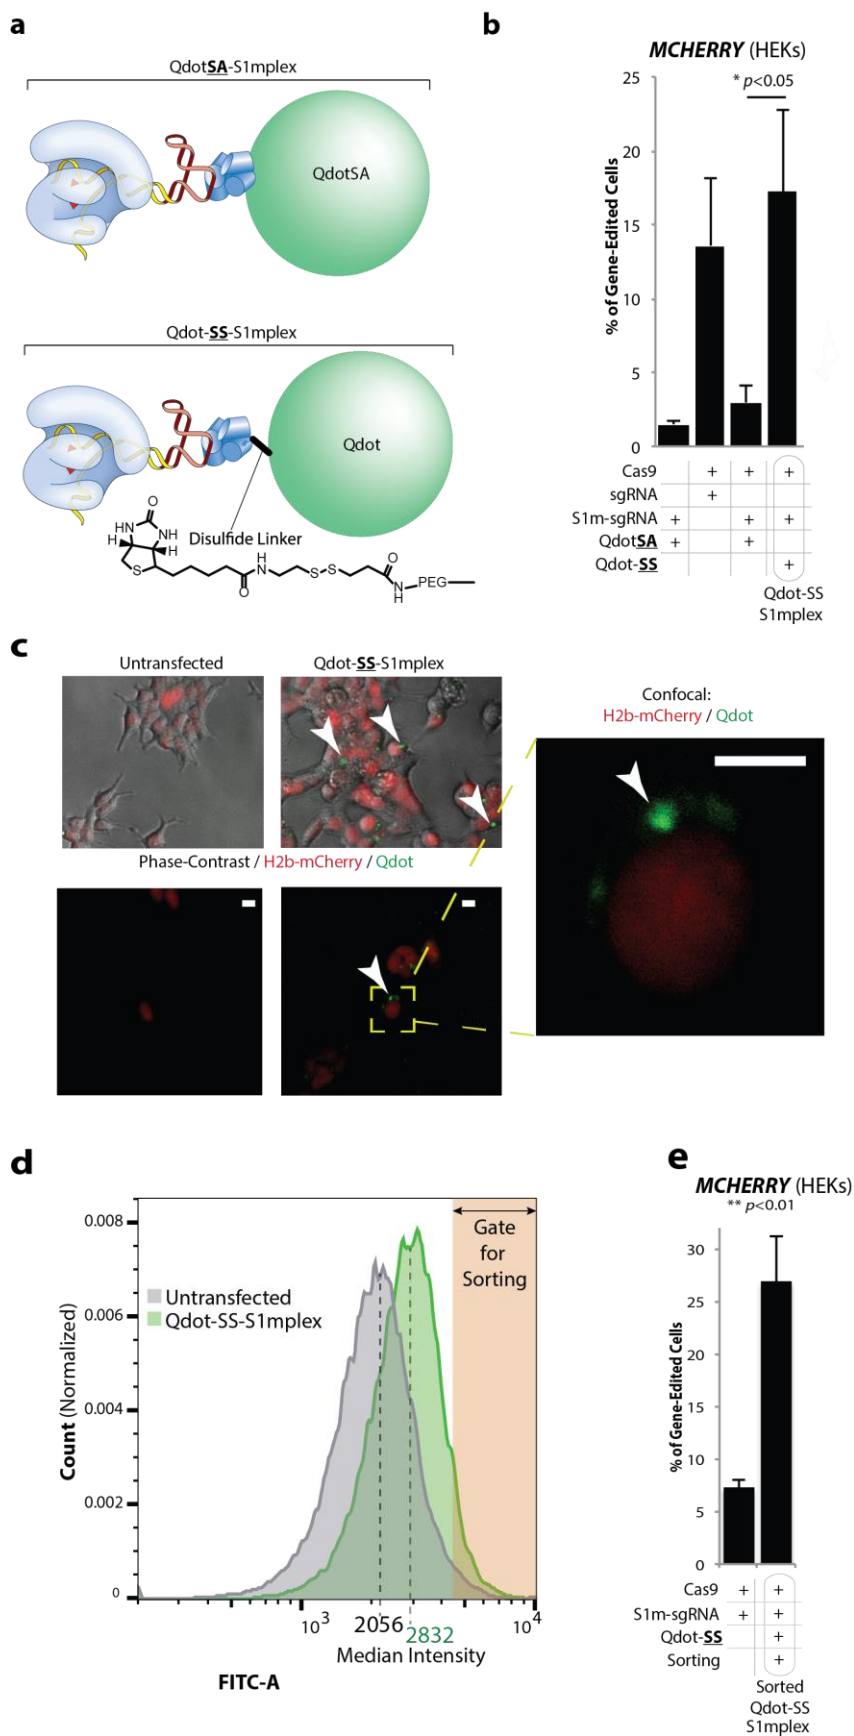 a
QdotSA-S1mplex
QdotSA
Qdot-SS-S1mplex
Qdot
Disulfide Linker
O
HN
NH
H
H
S
O
H
N
S
S
O
N
H
PEG
b
MCHERRY (HEKs)
* p<0.05
% of Gene-Edited Cells
25
20
15
10
5
0
Cas9 + + +
sgRNA +
S1m-sgRNA + + +
QdotSA + +
Qdot-SS +
Qdot-SS
S1mplex
c
Untransfected
Qdot-SS-S1mplex
Phase-Contrast / H2b-mCherry / Qdot
Confocal:
H2b-mCherry / Qdot
d
Count (Normalized)
0.008
0.006
0.004
0.002
0
Untransfected
Qdot-SS-S1mplex
Gate
for
Sorting
10³
2056
2832
10⁴
Median Intensity
FITC-A
e
MCHERRY (HEKs)
** p<0.01
% of Gene-Edited Cells
30
25
20
15
10
5
0
Cas9 + +
S1m-sgRNA + +
Qdot-SS +
Sorting +
Sorted
Qdot-SS
S1mplex